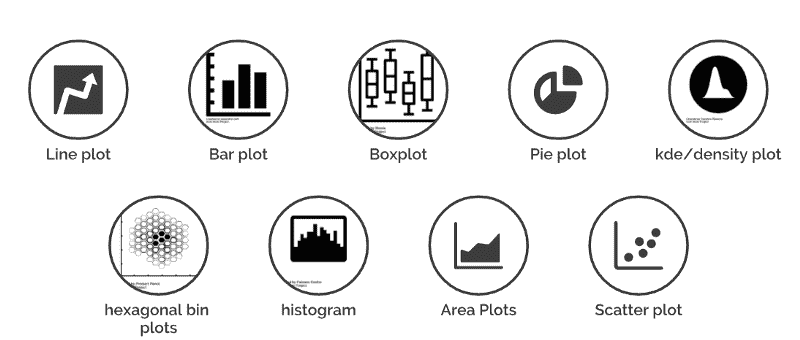 Line plot
Bar plot
Boxplot
Pie plot
kde/density plot
hexagonal bin
plots
histogram
Area Plots
Scatter plot